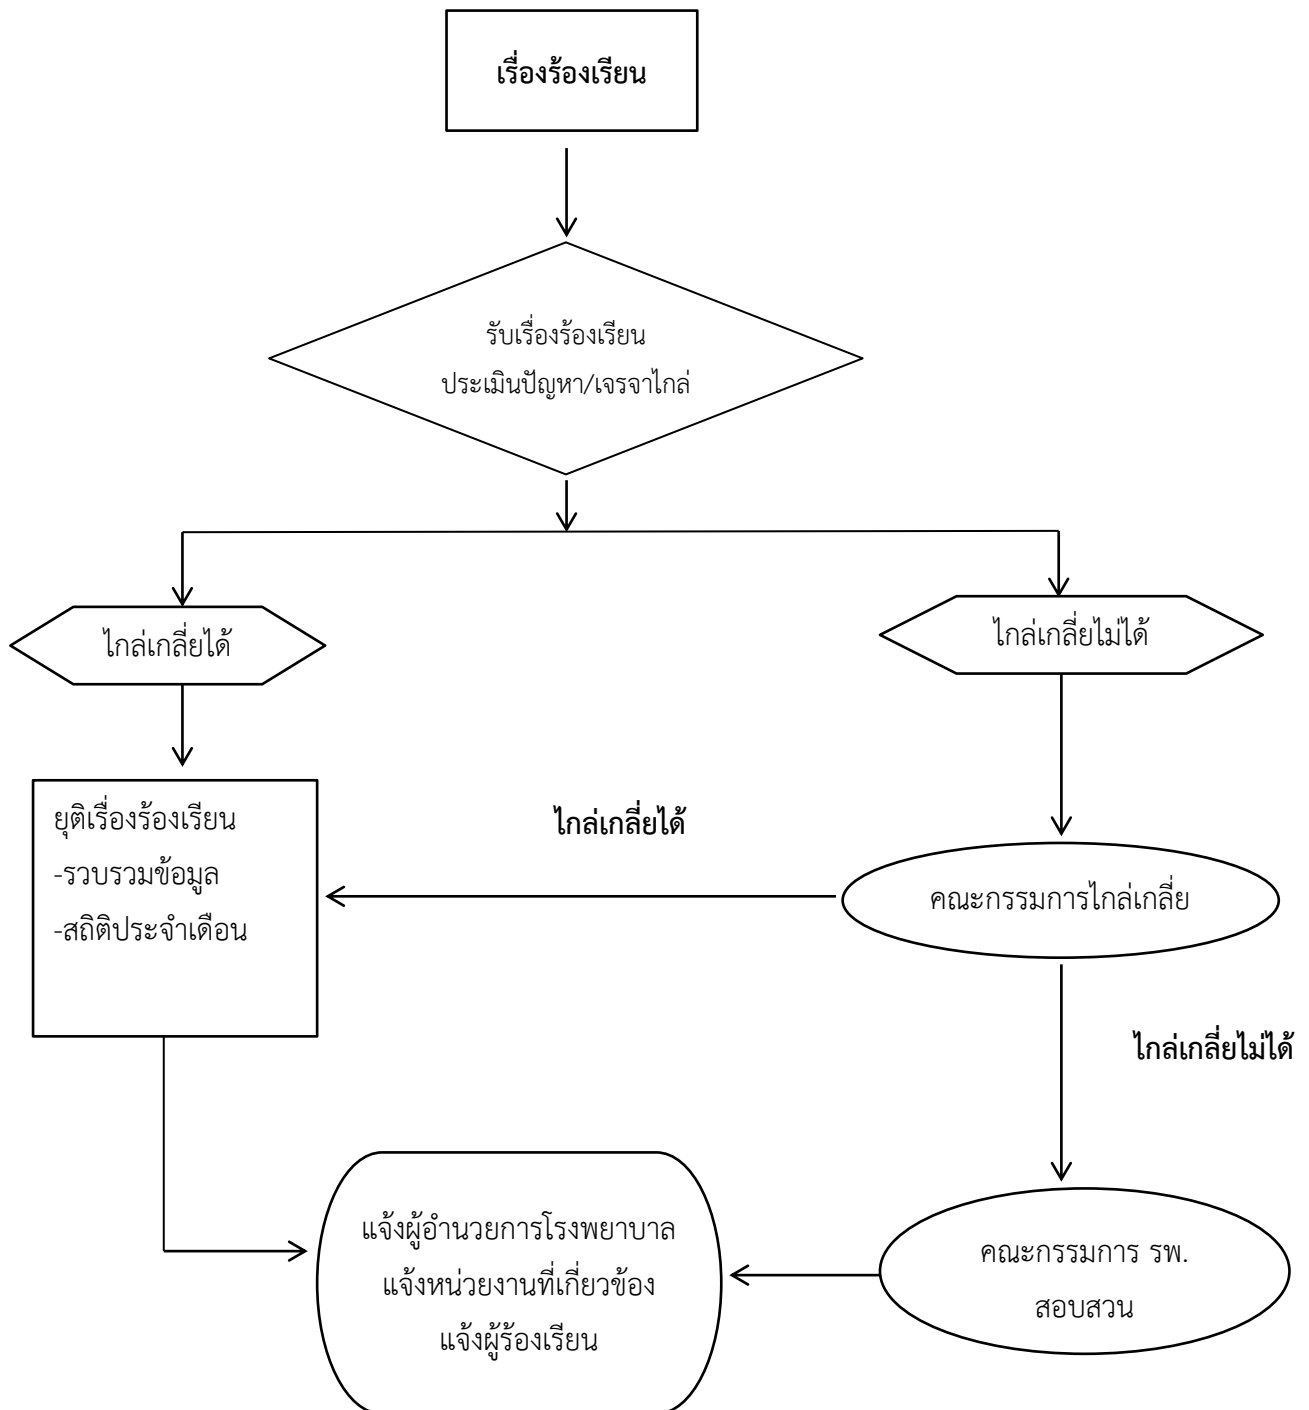 เรื่องร้องเรียน
รับเรื่องร้องเรียน
ประเมินปัญหา/เจรจาไกล่
ไกล่เกลี่ยได้
ไกล่เกลี่ยไม่ได้
ยุติเรื่องร้องเรียน
-รวบรวมข้อมูล
-สถิติประจำเดือน
ไกล่เกลี่ยได้
คณะกรรมการไกล่เกลี่ย
ไกล่เกลี่ยไม่ได้
แจ้งผู้อำนวยการโรงพยาบาล
แจ้งหน่วยงานที่เกี่ยวข้อง
แจ้งผู้ร้องเรียน
คณะกรรมการ รพ.
สอบสวน